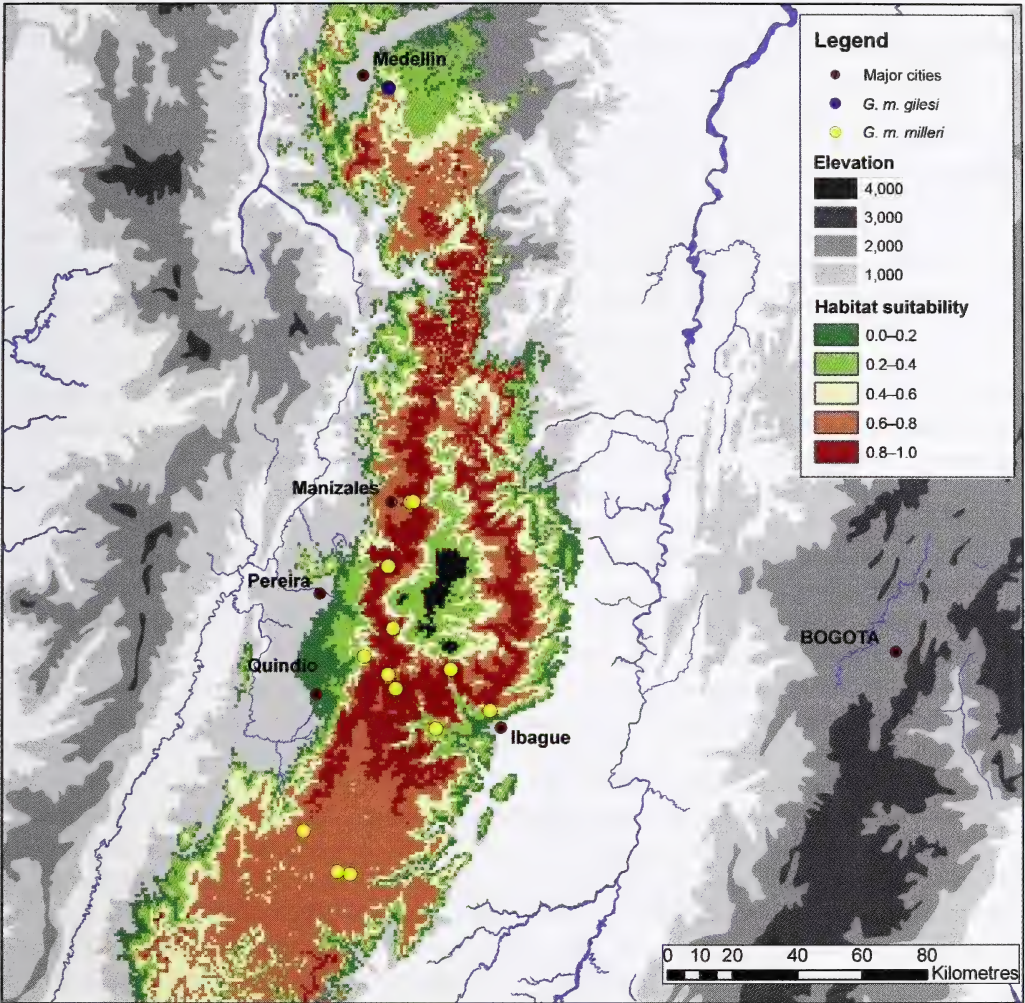 Medellin
Legend
Major cities
G. m. gilesi
G. m. milleri
Elevation
4,000
3,000
2,000
1,000
Habitat suitability
0.0–0.2
0.2–0.4
0.4–0.6
0.6–0.8
0.8–1.0
Manizales
Pereira
BOGOTA
Quindio
Ibague
0 10 20 40 60 80
Kilometres